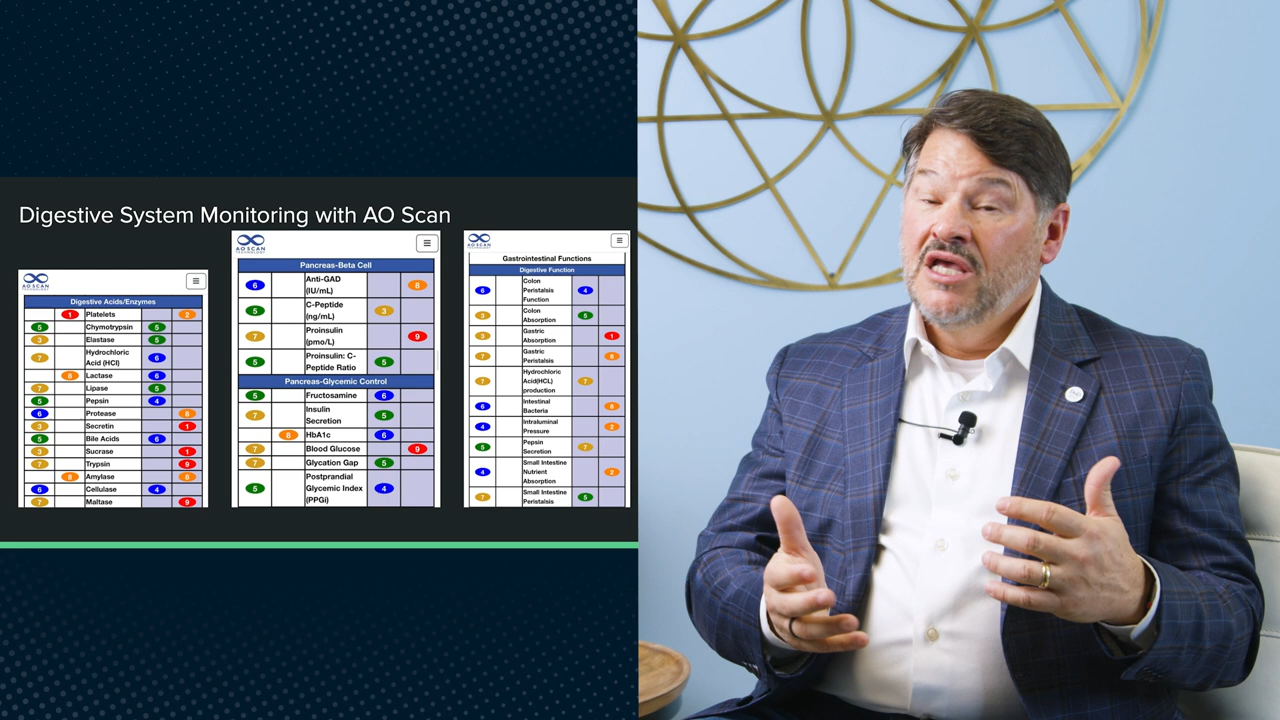 Digestive System Monitoring with AO Scan
AO SCAN
TECHNOLOGY
Digestive Acids/Enzymes
1 Platelets 2
5 Chymotrypsin 5
3 Elastase 5
7 Hydrochloric Acid (HCl) 6
8 Lactase 6
7 Lipase 5
5 Pepsin 4
6 Protease 8
3 Secretin 1
5 Bile Acids 6
3 Sucrase 1
7 Trypsin 9
8 Amylase 8
6 Cellulase 4
7 Maltase 9
AO SCAN
TECHNOLOGY
Pancreas-Beta Cell
6 Anti-GAD 8
(IU/mL)
5 C-Peptide 3
(ng/mL)
7 Proinsulin 9
(pmo/L)
5 Proinsulin: C- 5
Peptide Ratio
Pancreas-Glycemic Control
5 Fructosamine 6
7 Insulin 5
Secretion
8 HbA1c 6
7 Blood Glucose 9
7 Glycation Gap 5
5 Postprandial 4
Glycemic Index
(PPGi)
AO SCAN
TECHNOLOGY
Gastrointestinal Functions
Digestive Function
6 Colon 4
Peristalsis
Function
3 Colon 5
Absorption
3 Gastric 1
Absorption
7 Gastric 8
Peristalsis
7 Hydrochloric 7
Acid(HCL)
production
6 Intestinal 8
Bacteria
4 Intraluminal 2
Pressure
5 Pepsin 7
Secretion
4 Small Intestine 2
Nutrient
Absorption
7 Small Intestine 5
Peristalsis